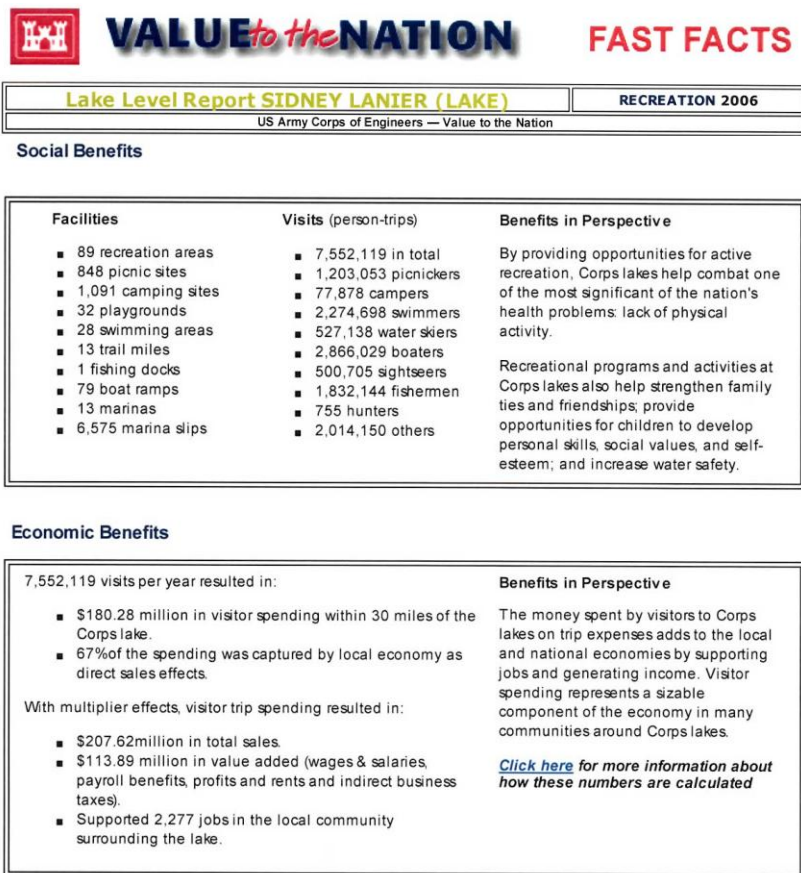 VALUE to the NATION FAST FACTS
Lake Level Report SIDNEY LANIER (LAKE) RECREATION 2006
US Army Corps of Engineers — Value to the Nation
Social Benefits
Facilities
■ 89 recreation areas
■ 848 picnic sites
■ 1,091 camping sites
■ 32 playgrounds
■ 28 swimming areas
■ 13 trail miles
■ 1 fishing docks
■ 79 boat ramps
■ 13 marinas
■ 6,575 marina slips
Visits (person-trips)
■ 7,552,119 in total
■ 1,203,053 picnickers
■ 77,878 campers
■ 2,274,698 swimmers
■ 527,138 water skiers
■ 2,866,029 boaters
■ 500,705 sightseers
■ 1,832,144 fishermen
■ 755 hunters
■ 2,014,150 others
Benefits in Perspective
By providing opportunities for active
recreation, Corps lakes help combat one
of the most significant of the nation's
health problems: lack of physical
activity.
Recreational programs and activities at
Corps lakes also help strengthen family
ties and friendships; provide
opportunities for children to develop
personal skills, social values, and self-
esteem; and increase water safety.
Economic Benefits
7,552,119 visits per year resulted in:
■ $180.28 million in visitor spending within 30 miles of the
Corps lake.
■ 67%of the spending was captured by local economy as
direct sales effects.
With multiplier effects, visitor trip spending resulted in:
■ $207.62million in total sales.
■ $113.89 million in value added (wages & salaries,
payroll benefits, profits and rents and indirect business
taxes).
■ Supported 2,277 jobs in the local community
surrounding the lake.
Benefits in Perspective
The money spent by visitors to Corps
lakes on trip expenses adds to the local
and national economies by supporting
jobs and generating income. Visitor
spending represents a sizable
component of the economy in many
communities around Corps lakes.
Click here for more information about
how these numbers are calculated